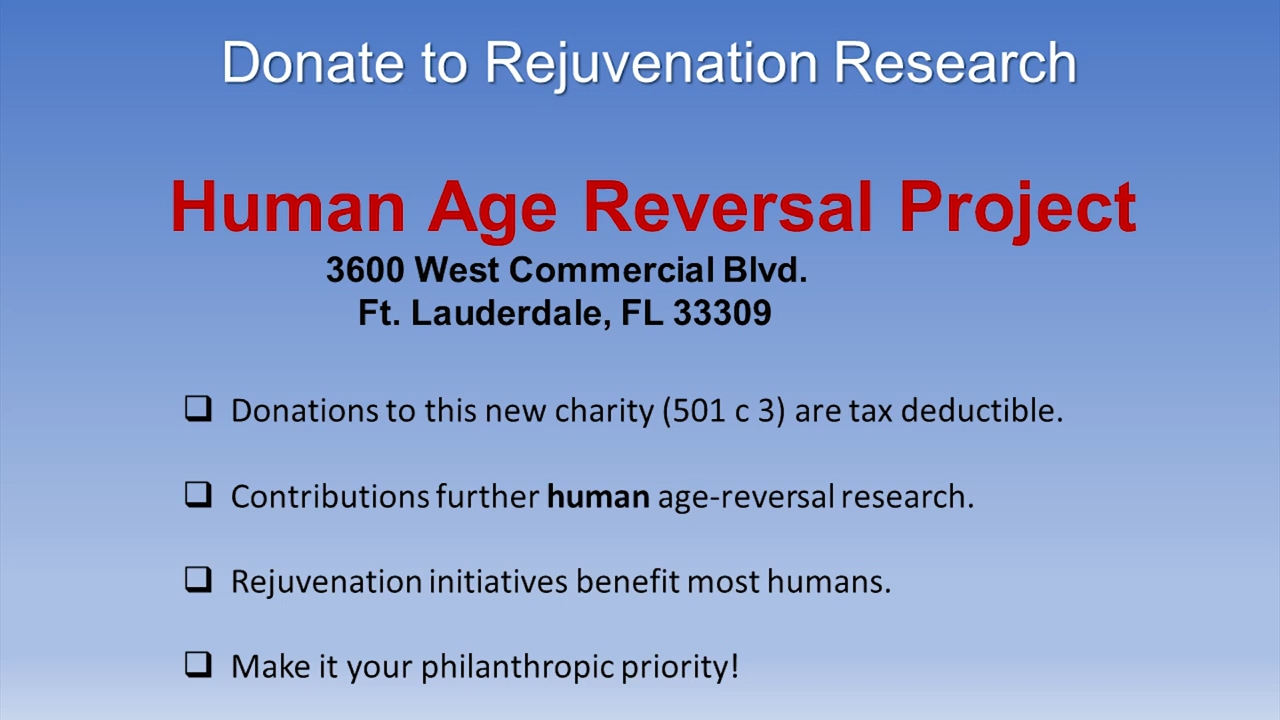 Donate to Rejuvenation Research
Human Age Reversal Project
3600 West Commercial Blvd.
Ft. Lauderdale, FL 33309
Donations to this new charity (501 c 3) are tax deductible.
Contributions further human age-reversal research.
Rejuvenation initiatives benefit most humans.
Make it your philanthropic priority!